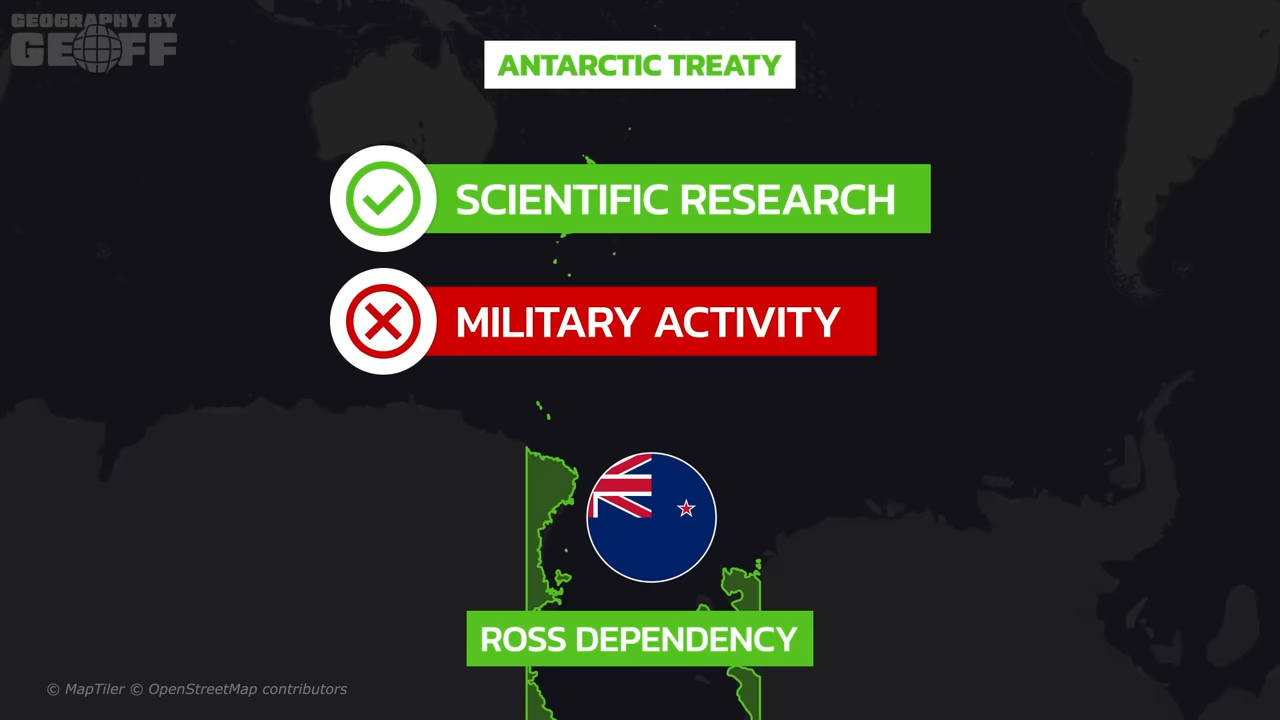 GEOGRAPHY BY
GEOFF
ANTARCTIC TREATY
SCIENTIFIC RESEARCH
MILITARY ACTIVITY
ROSS DEPENDENCY
© MapTiler © OpenStreetMap contributors